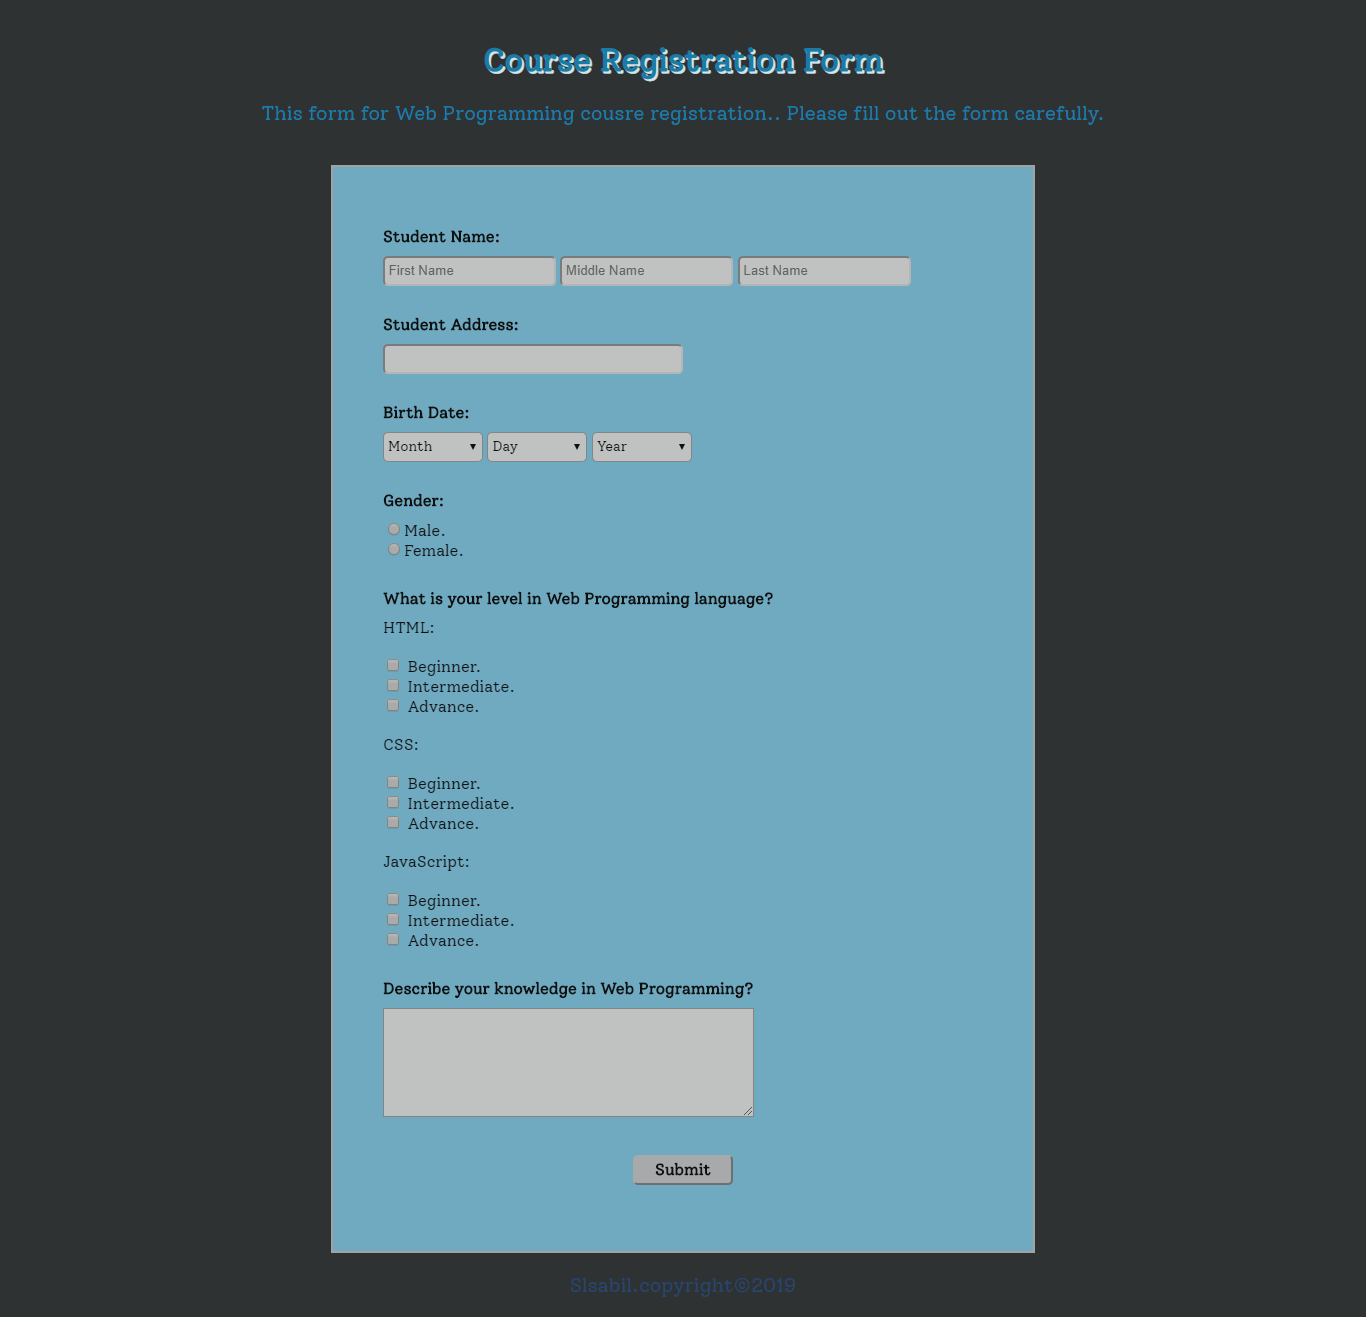 Course Registration Form
This form for Web Programming cousre registration.. Please fill out the form carefully.
Student Name:
First Name Middle Name Last Name
Student Address:
Birth Date:
Month Day Year
Gender:
Male.
Female.
What is your level in Web Programming language?
HTML:
Beginner.
Intermediate.
Advance.
CSS:
Beginner.
Intermediate.
Advance.
JavaScript:
Beginner.
Intermediate.
Advance.
Describe your knowledge in Web Programming?
Submit
Slsabil.copyright©2019